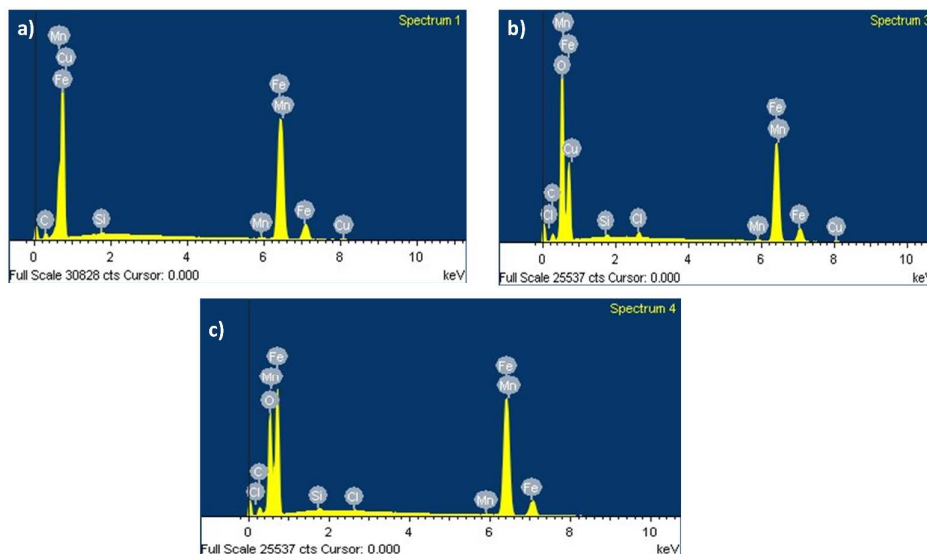 a)
Spectrum 1
Mn
Cu
Fe
Fe
Mn
C
Si
Mn
Fe
Cu
0 2 4 6 8 10
Full Scale 30828 cts Cursor: 0.000 keV
b)
Spectrum 3
Mn
Fe
O
Fe
Mn
Cu
C
Cl
Si
Cl
Mn
Fe
Cu
0 2 4 6 8 10
Full Scale 25537 cts Cursor: 0.000 keV
c)
Spectrum 4
Fe
Mn
O
Fe
Mn
C
Cl
Si
Cl
Mn
Fe
0 2 4 6 8 10
Full Scale 25537 cts Cursor: 0.000 keV